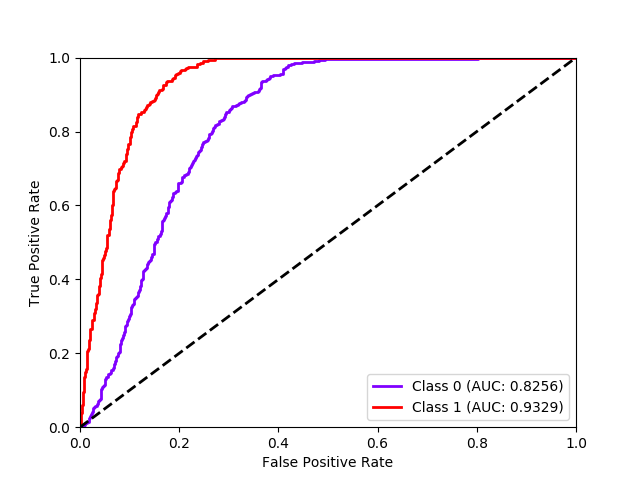 1.0
0.8
0.6
0.4
0.2
0.0
True Positive Rate
0.0 0.2 0.4 0.6 0.8 1.0
False Positive Rate
Class 0 (AUC: 0.8256)
Class 1 (AUC: 0.9329)